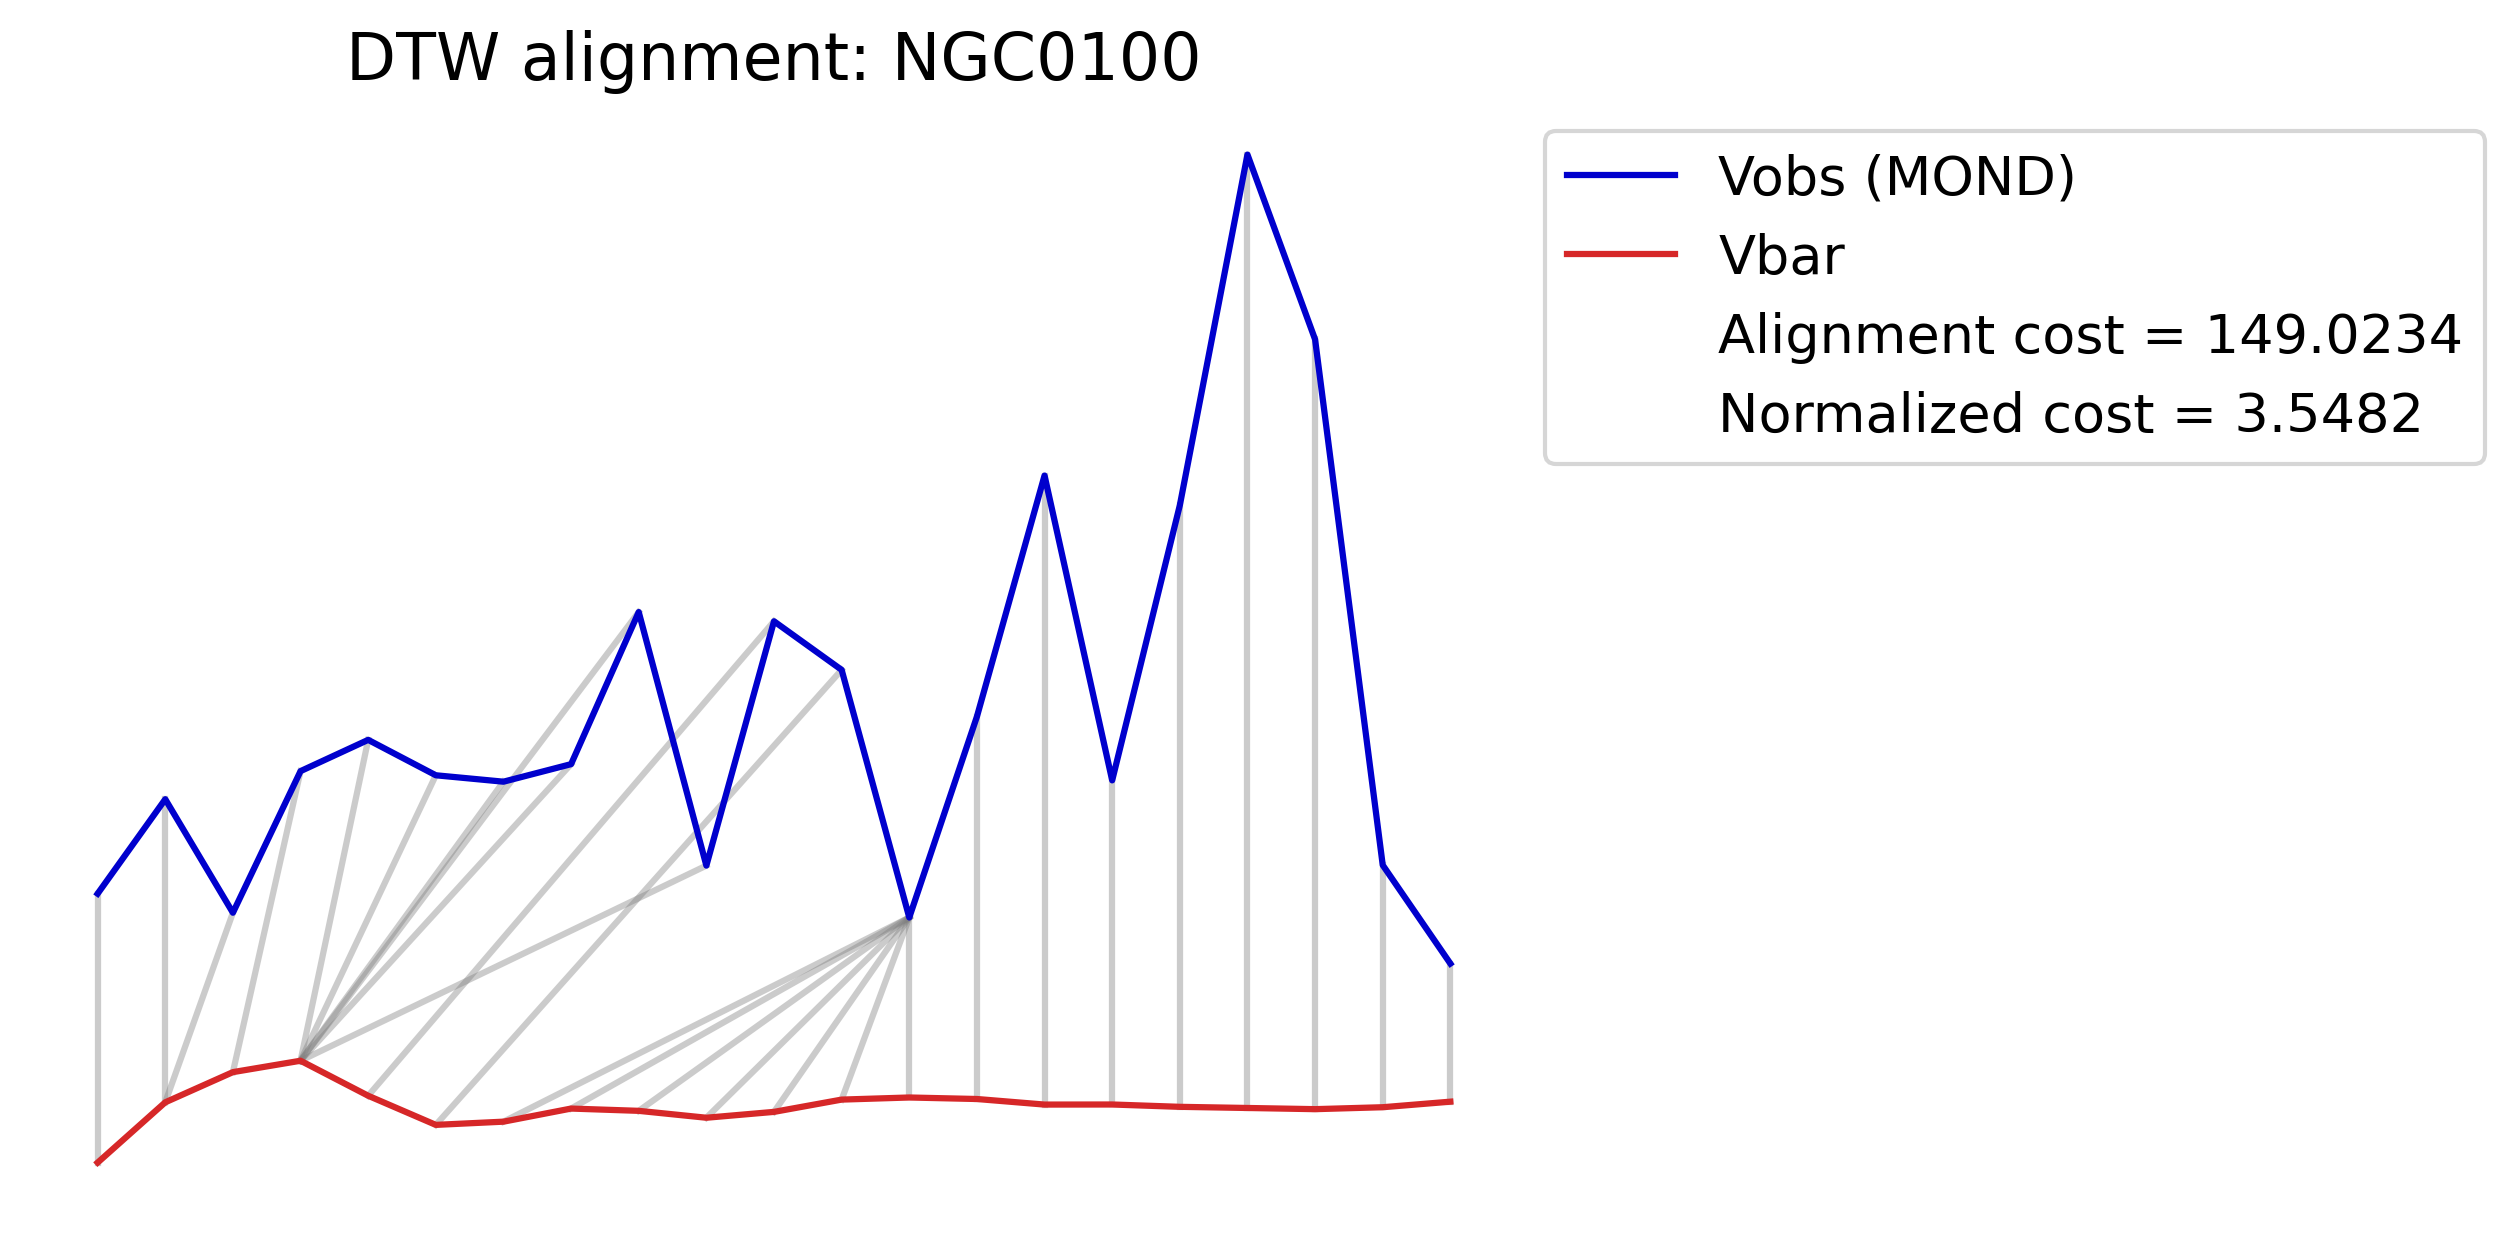 DTW alignment: NGC0100
Vobs (MOND)
Vbar
Alignment cost = 149.0234
Normalized cost = 3.5482